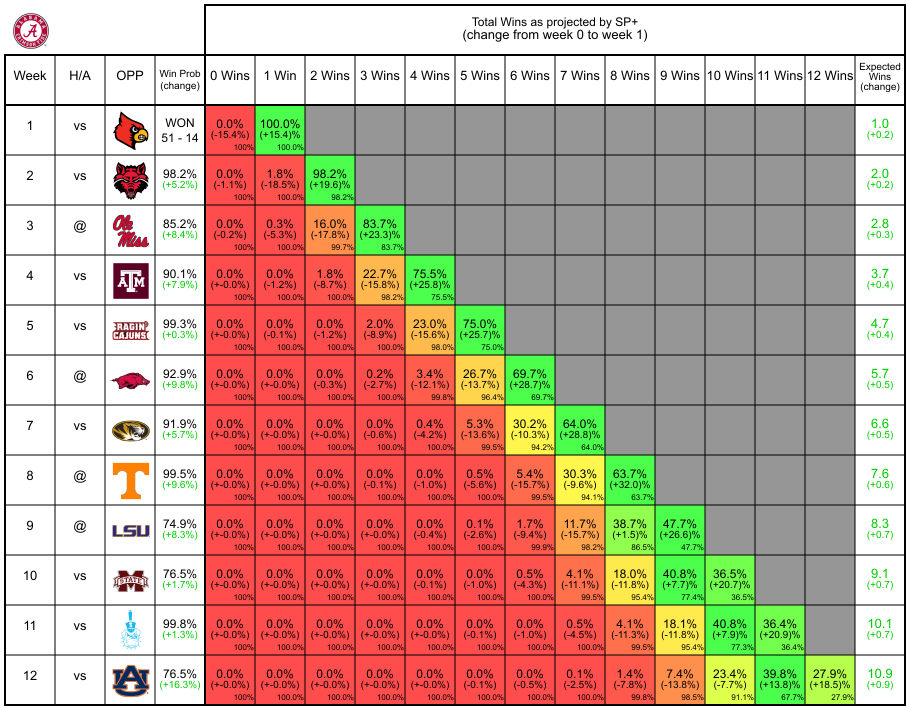 ALABAMA
A
CRIMSON TIDE
Total Wins as projected by SP+
(change from week 0 to week 1)
Week H/A OPP Win Prob (change) 0 Wins 1 Win 2 Wins 3 Wins 4 Wins 5 Wins 6 Wins 7 Wins 8 Wins 9 Wins 10 Wins 11 Wins 12 Wins Expected Wins (change)
1 vs WON 0.0% 100.0% 1.0
51 - 14 (-15.4%) (+15.4)% (+0.2)
100% 100.0%
2 vs 98.2% 0.0% 1.8% 98.2% 2.0
(+5.2%) (-1.1%) (-18.5%) (+19.6)% (+0.2)
100% 100.0% 98.2%
3 @ Ole Miss 85.2% 0.0% 0.3% 16.0% 83.7% 2.8
(+8.4%) (-0.2%) (-5.3%) (-17.8%) (+23.3)% (+0.3)
100% 100.0% 99.7% 83.7%
4 vs ATM 90.1% 0.0% 0.0% 1.8% 22.7% 75.5% 3.7
(+7.9%) (+-0.0%) (-1.2%) (-8.7%) (-15.8%) (+25.8)% (+0.4)
100% 100.0% 100.0% 98.2% 75.5%
5 vs RAGIN' CAJUNS 99.3% 0.0% 0.0% 0.0% 2.0% 23.0% 75.0% 4.7
(+0.3%) (+-0.0%) (-0.1%) (-1.2%) (-8.9%) (-15.6%) (+25.7)% (+0.4)
100% 100.0% 100.0% 100.0% 98.0% 75.0%
6 @ 92.9% 0.0% 0.0% 0.0% 0.2% 3.4% 26.7% 69.7% 5.7
(+9.8%) (+-0.0%) (+-0.0%) (-0.3%) (-2.7%) (-12.1%) (-13.7%) (+28.7)% (+0.5)
100% 100.0% 100.0% 100.0% 99.8% 96.4% 69.7%
7 vs 91.9% 0.0% 0.0% 0.0% 0.0% 0.4% 5.3% 30.2% 64.0% 6.6
(+5.7%) (+-0.0%) (+-0.0%) (+-0.0%) (-0.6%) (-4.2%) (-13.6%) (-10.3%) (+28.8)% (+0.5)
100% 100.0% 100.0% 100.0% 100.0% 99.5% 94.2% 64.0%
8 @ T 99.5% 0.0% 0.0% 0.0% 0.0% 0.0% 0.5% 5.4% 30.3% 63.7% 7.6
(+9.6%) (+-0.0%) (+-0.0%) (+-0.0%) (-0.1%) (-1.0%) (-5.6%) (-15.7%) (-9.6%) (+32.0)% (+0.6)
100% 100.0% 100.0% 100.0% 100.0% 100.0% 99.5% 94.1% 63.7%
9 @ LSU 74.9% 0.0% 0.0% 0.0% 0.0% 0.0% 0.1% 1.7% 11.7% 38.7% 47.7% 8.3
(+8.3%) (+-0.0%) (+-0.0%) (+-0.0%) (+-0.0%) (-0.4%) (-2.6%) (-9.4%) (-15.7%) (+1.5)% (+26.6)% (+0.7)
100% 100.0% 100.0% 100.0% 100.0% 100.0% 99.9% 98.2% 86.5% 47.7%
10 vs M STATE 76.5% 0.0% 0.0% 0.0% 0.0% 0.0% 0.0% 0.5% 4.1% 18.0% 40.8% 36.5% 9.1
(+1.7%) (+-0.0%) (+-0.0%) (+-0.0%) (+-0.0%) (-0.1%) (-1.0%) (-4.3%) (-11.1%) (-11.8%) (+7.7)% (+20.7)% (+0.7)
100% 100.0% 100.0% 100.0% 100.0% 100.0% 100.0% 99.5% 95.4% 77.4% 36.5%
11 vs 99.8% 0.0% 0.0% 0.0% 0.0% 0.0% 0.0% 0.0% 0.5% 4.1% 18.1% 40.8% 36.4% 10.1
(+1.3%) (+-0.0%) (+-0.0%) (+-0.0%) (+-0.0%) (+-0.0%) (-0.1%) (-1.0%) (-4.5%) (-11.3%) (-11.8%) (+7.9)% (+20.9)% (+0.7)
100% 100.0% 100.0% 100.0% 100.0% 100.0% 100.0% 100.0% 99.5% 95.4% 77.3% 36.4%
12 vs AU 76.5% 0.0% 0.0% 0.0% 0.0% 0.0% 0.0% 0.0% 0.1% 1.4% 7.4% 23.4% 39.8% 27.9% 10.9
(+16.3%) (+-0.0%) (+-0.0%) (+-0.0%) (+-0.0%) (+-0.0%) (-0.1%) (-0.5%) (-2.5%) (-7.8%) (-13.8%) (-7.7%) (+13.8)% (+18.5)% (+0.9)
100% 100.0% 100.0% 100.0% 100.0% 100.0% 100.0% 100.0% 99.8% 98.5% 91.1% 67.7% 27.9%